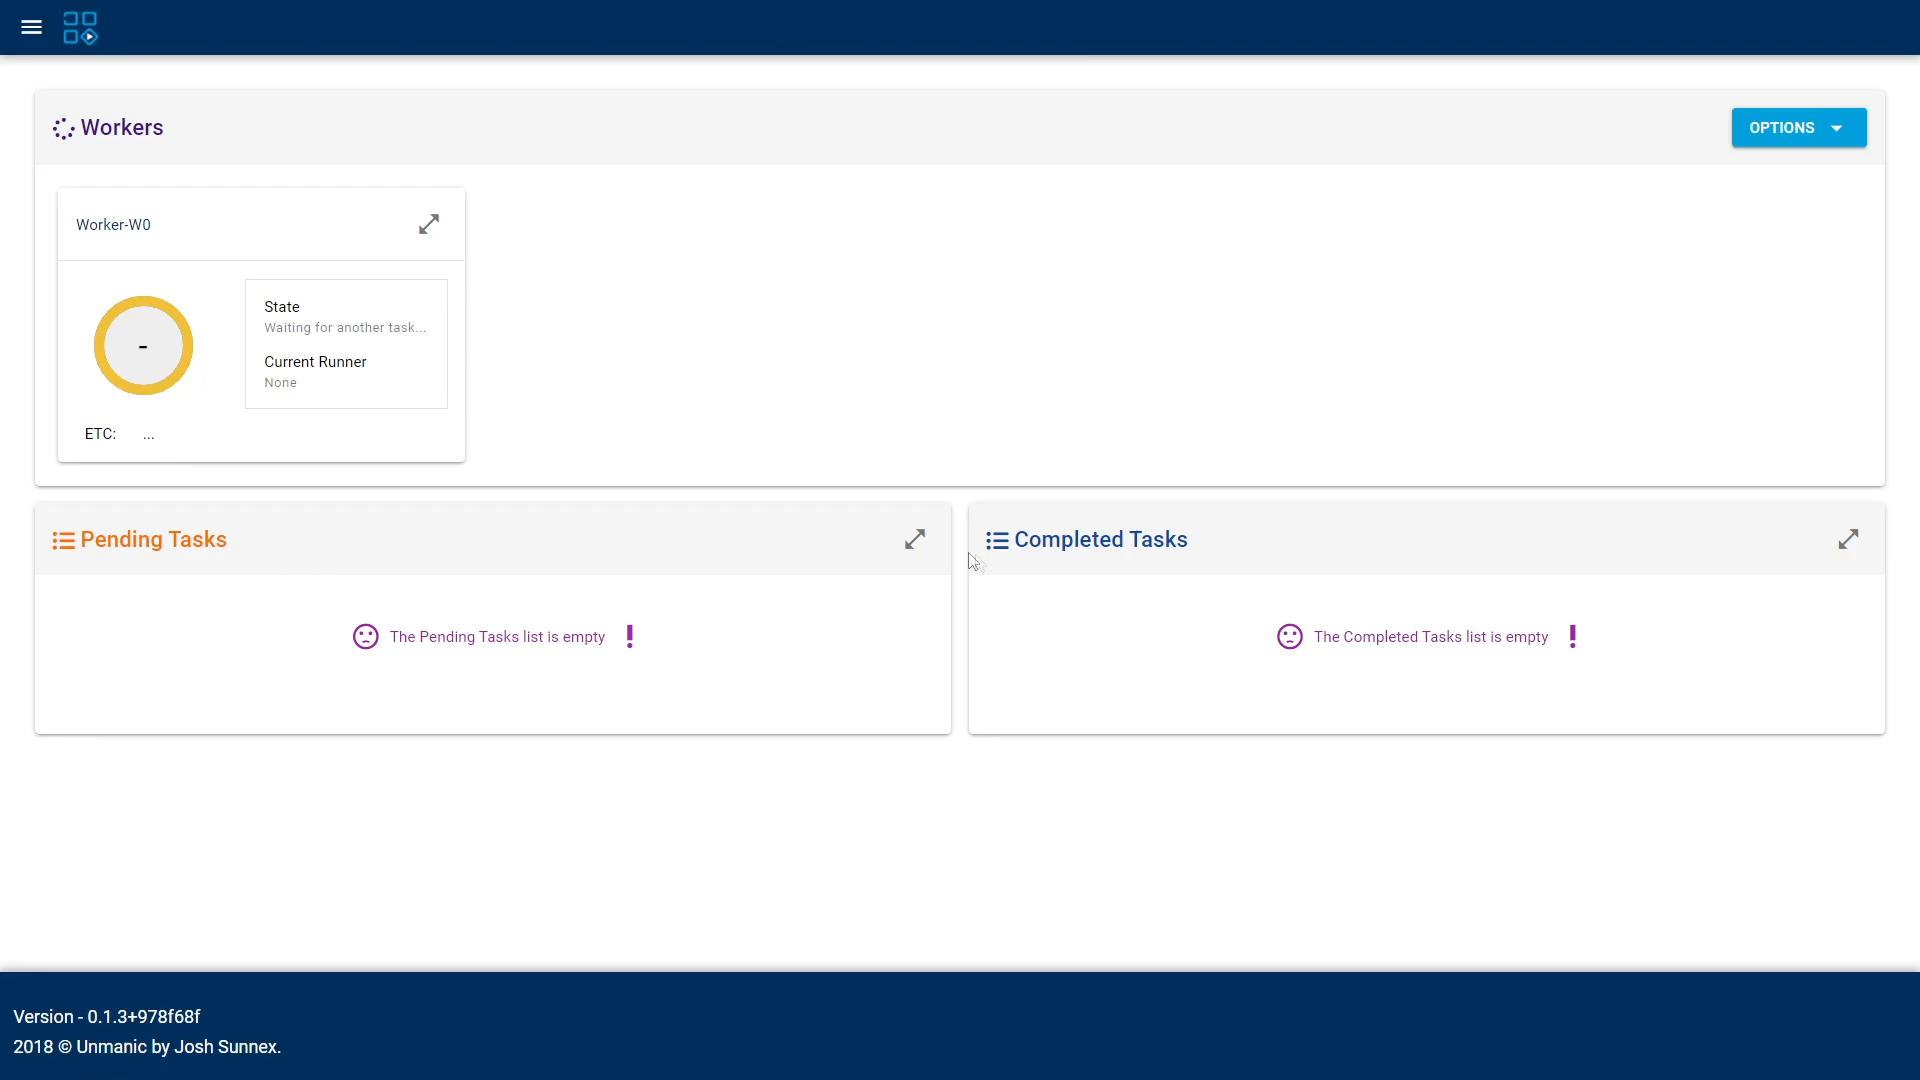 Workers
OPTIONS
Worker-W0
-
State
Waiting for another task...
Current Runner
None
ETC: ...
Pending Tasks
The Pending Tasks list is empty
Completed Tasks
The Completed Tasks list is empty
Version - 0.1.3+978f68f
2018 © Unmanic by Josh Sunnex.